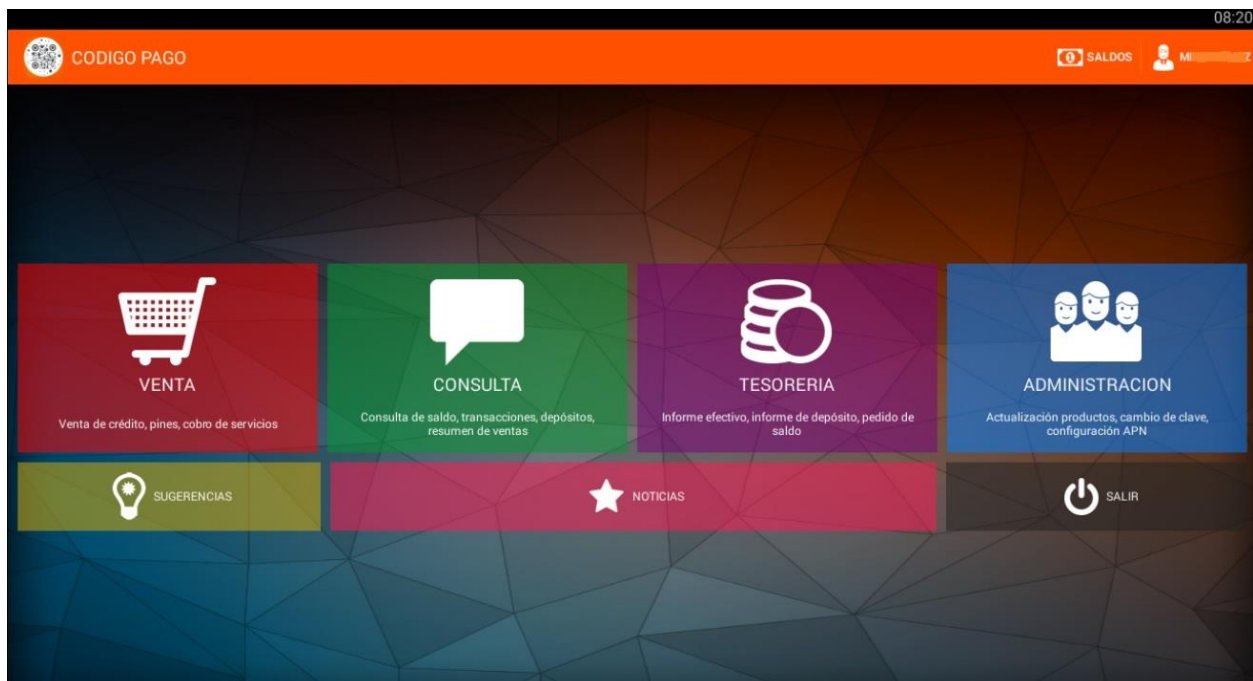 08:20
CODIGO PAGO
SALDOS
VENTA
Venta de crédito, pines, cobro de servicios
CONSULTA
Consulta de saldo, transacciones, depósitos,
resumen de ventas
TESORERIA
Informe efectivo, informe de depósito, pedido de
saldo
ADMINISTRACION
Actualización productos, cambio de clave,
configuración APN
SUGERENCIAS
NOTICIAS
SALIR